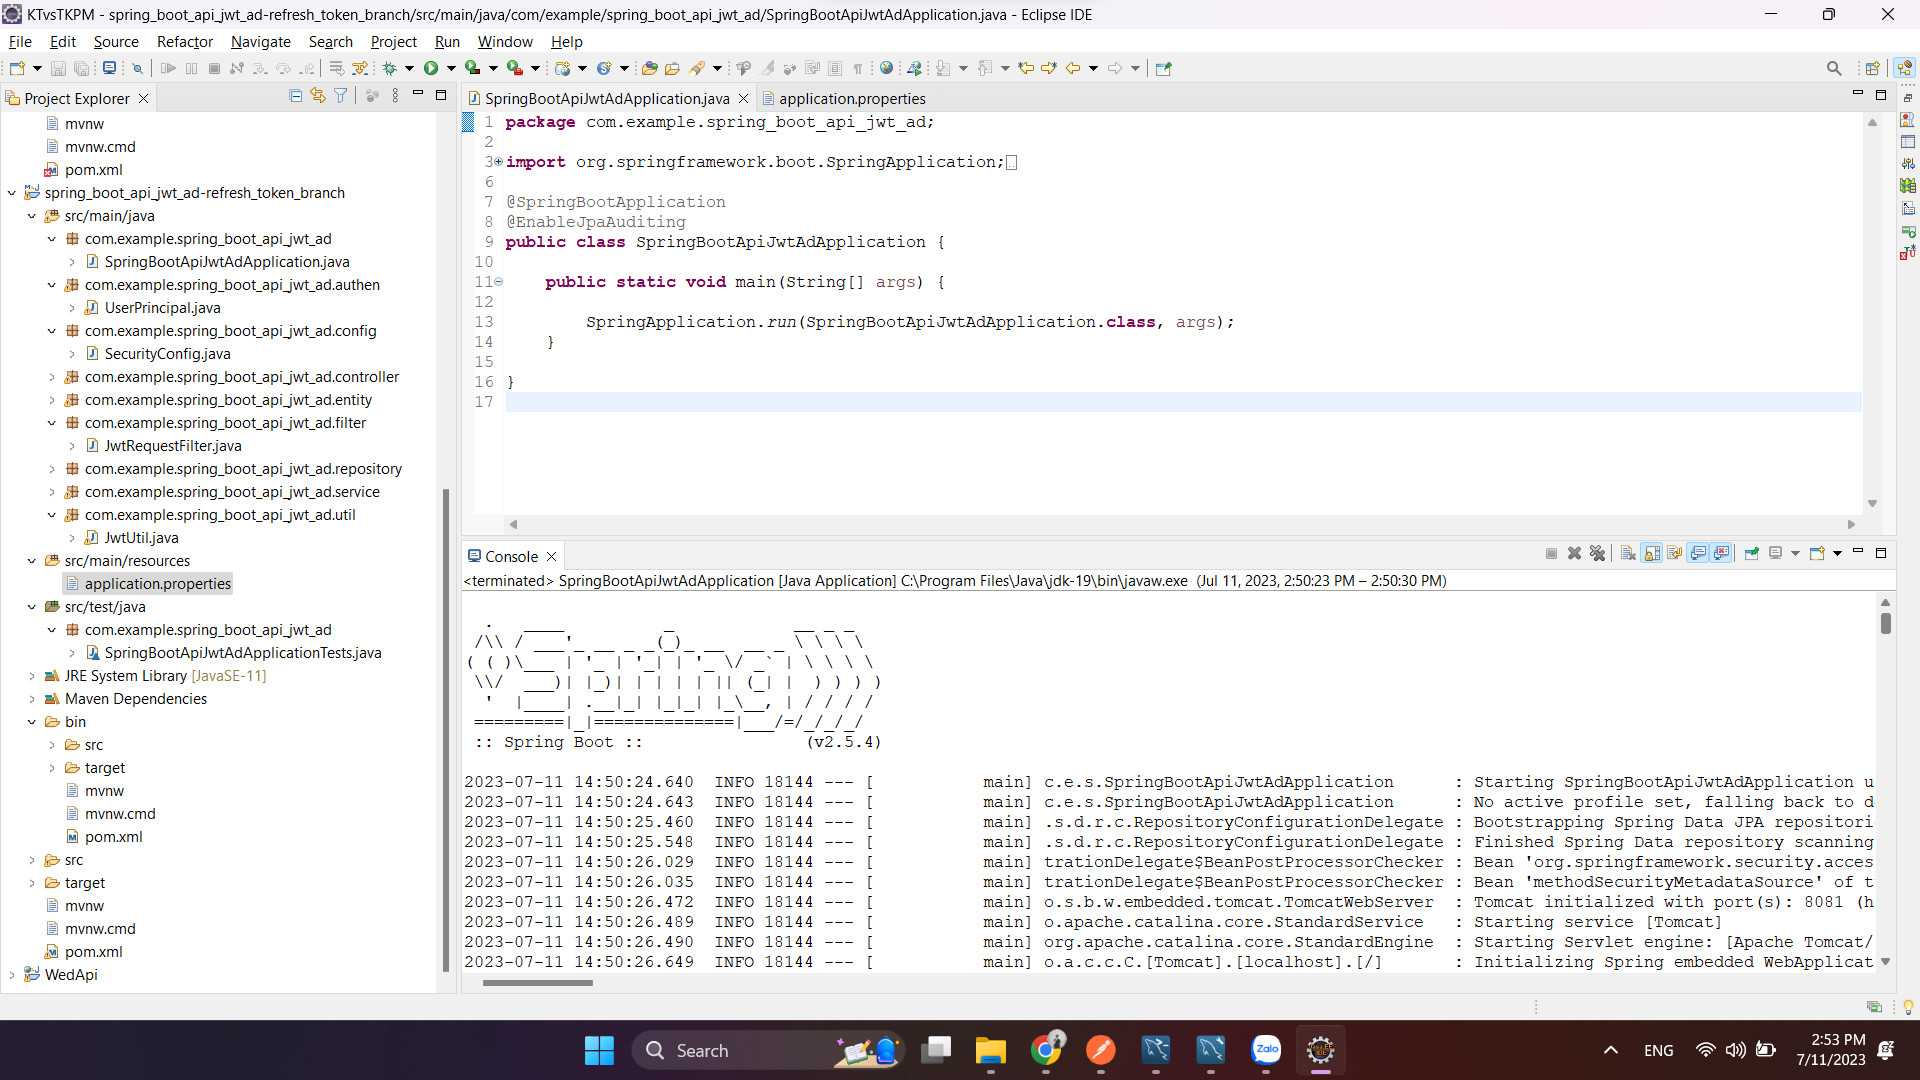 KTvsTKPM - spring_boot_api_jwt_ad-refresh_token_branch/src/main/java/com/example/spring_boot_api_jwt_ad/SpringBootApiJwtAdApplication.java - Eclipse IDE
File Edit Source Refactor Navigate Search Project Run Window Help
Project Explorer
mvnw
mvnw.cmd
pom.xml
spring_boot_api_jwt_ad-refresh_token_branch
src/main/java
com.example.spring_boot_api_jwt_ad
SpringBootApiJwtAdApplication.java
com.example.spring_boot_api_jwt_ad.authen
UserPrincipal.java
com.example.spring_boot_api_jwt_ad.config
SecurityConfig.java
com.example.spring_boot_api_jwt_ad.controller
com.example.spring_boot_api_jwt_ad.entity
com.example.spring_boot_api_jwt_ad.filter
JwtRequestFilter.java
com.example.spring_boot_api_jwt_ad.repository
com.example.spring_boot_api_jwt_ad.service
com.example.spring_boot_api_jwt_ad.util
JwtUtil.java
src/main/resources
application.properties
src/test/java
com.example.spring_boot_api_jwt_ad
SpringBootApiJwtAdApplicationTests.java
JRE System Library [JavaSE-11]
Maven Dependencies
bin
src
target
mvnw
mvnw.cmd
pom.xml
src
target
mvnw
mvnw.cmd
pom.xml
WedApi
SpringBootApiJwtAdApplication.java application.properties
1 package com.example.spring_boot_api_jwt_ad;
2
3 import org.springframework.boot.SpringApplication;
6
7 @SpringBootApplication
8 @EnableJpaAuditing
9 public class SpringBootApiJwtAdApplication {
10
11 public static void main(String[] args) {
12
13 SpringApplication.run(SpringBootApiJwtAdApplication.class, args);
14 }
15
16 }
17
Console
<terminated> SpringBootApiJwtAdApplication [Java Application] C:\Program Files\Java\jdk-19\bin\javaw.exe (Jul 11, 2023, 2:50:23 PM – 2:50:30 PM)
Spring
:: Spring Boot :: (v2.5.4)
2023-07-11 14:50:24.640 INFO 18144 --- [ main] c.e.s.SpringBootApiJwtAdApplication : Starting SpringBootApiJwtAdApplication u
2023-07-11 14:50:24.643 INFO 18144 --- [ main] c.e.s.SpringBootApiJwtAdApplication : No active profile set, falling back to d
2023-07-11 14:50:25.460 INFO 18144 --- [ main] .s.d.r.c.RepositoryConfigurationDelegate : Bootstrapping Spring Data JPA repositori
2023-07-11 14:50:25.548 INFO 18144 --- [ main] .s.d.r.c.RepositoryConfigurationDelegate : Finished Spring Data repository scanning
2023-07-11 14:50:26.029 INFO 18144 --- [ main] trationDelegate$BeanPostProcessorChecker : Bean 'org.springframework.security.acces
2023-07-11 14:50:26.035 INFO 18144 --- [ main] trationDelegate$BeanPostProcessorChecker : Bean 'methodSecurityMetadataSource' of t
2023-07-11 14:50:26.472 INFO 18144 --- [ main] o.s.b.w.embedded.tomcat.TomcatWebServer : Tomcat initialized with port(s): 8081 (h
2023-07-11 14:50:26.489 INFO 18144 --- [ main] o.apache.catalina.core.StandardService : Starting service [Tomcat]
2023-07-11 14:50:26.490 INFO 18144 --- [ main] org.apache.catalina.core.StandardEngine : Starting Servlet engine: [Apache Tomcat/
2023-07-11 14:50:26.649 INFO 18144 --- [ main] o.a.c.c.C.[Tomcat].[localhost].[/] : Initializing Spring embedded WebApplicat
Search
Zalo
ENG
2:53 PM
7/11/2023